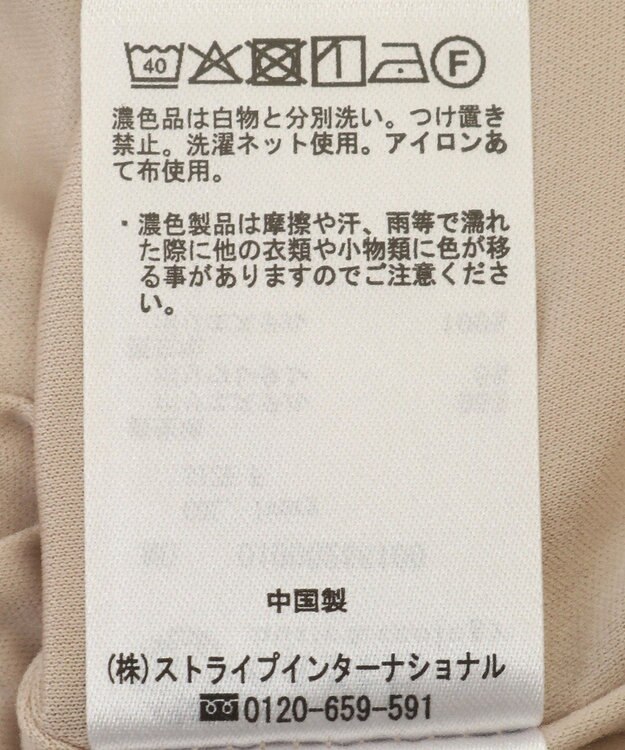 40 F
濃色品は白物と分別洗い。つけ置き
禁止。洗濯ネット使用。アイロンあ
て布使用。
・濃色製品は摩擦や汗、雨等で濡れ
た際に他の衣類や小物類に色が移
る事がありますのでご注意くださ
い。
中国製
(株)ストライプインターナショナル
0120-659-591